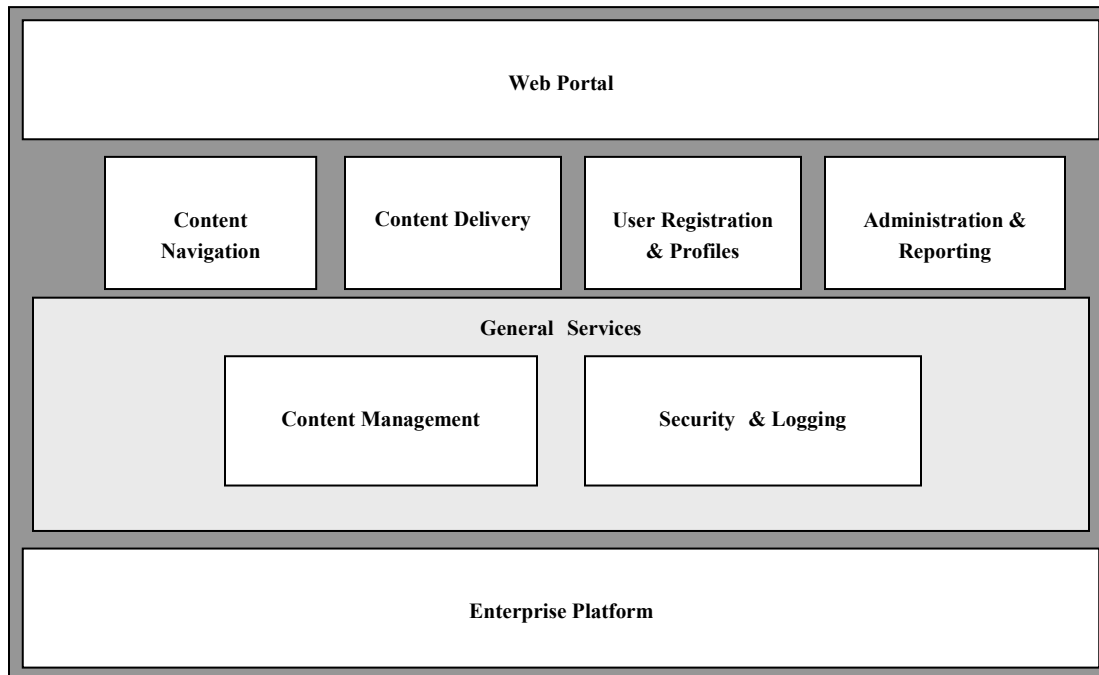 Web Portal
Content
Navigation
Content Delivery
User Registration
& Profiles
Administration &
Reporting
General Services
Content Management
Security & Logging
Enterprise Platform